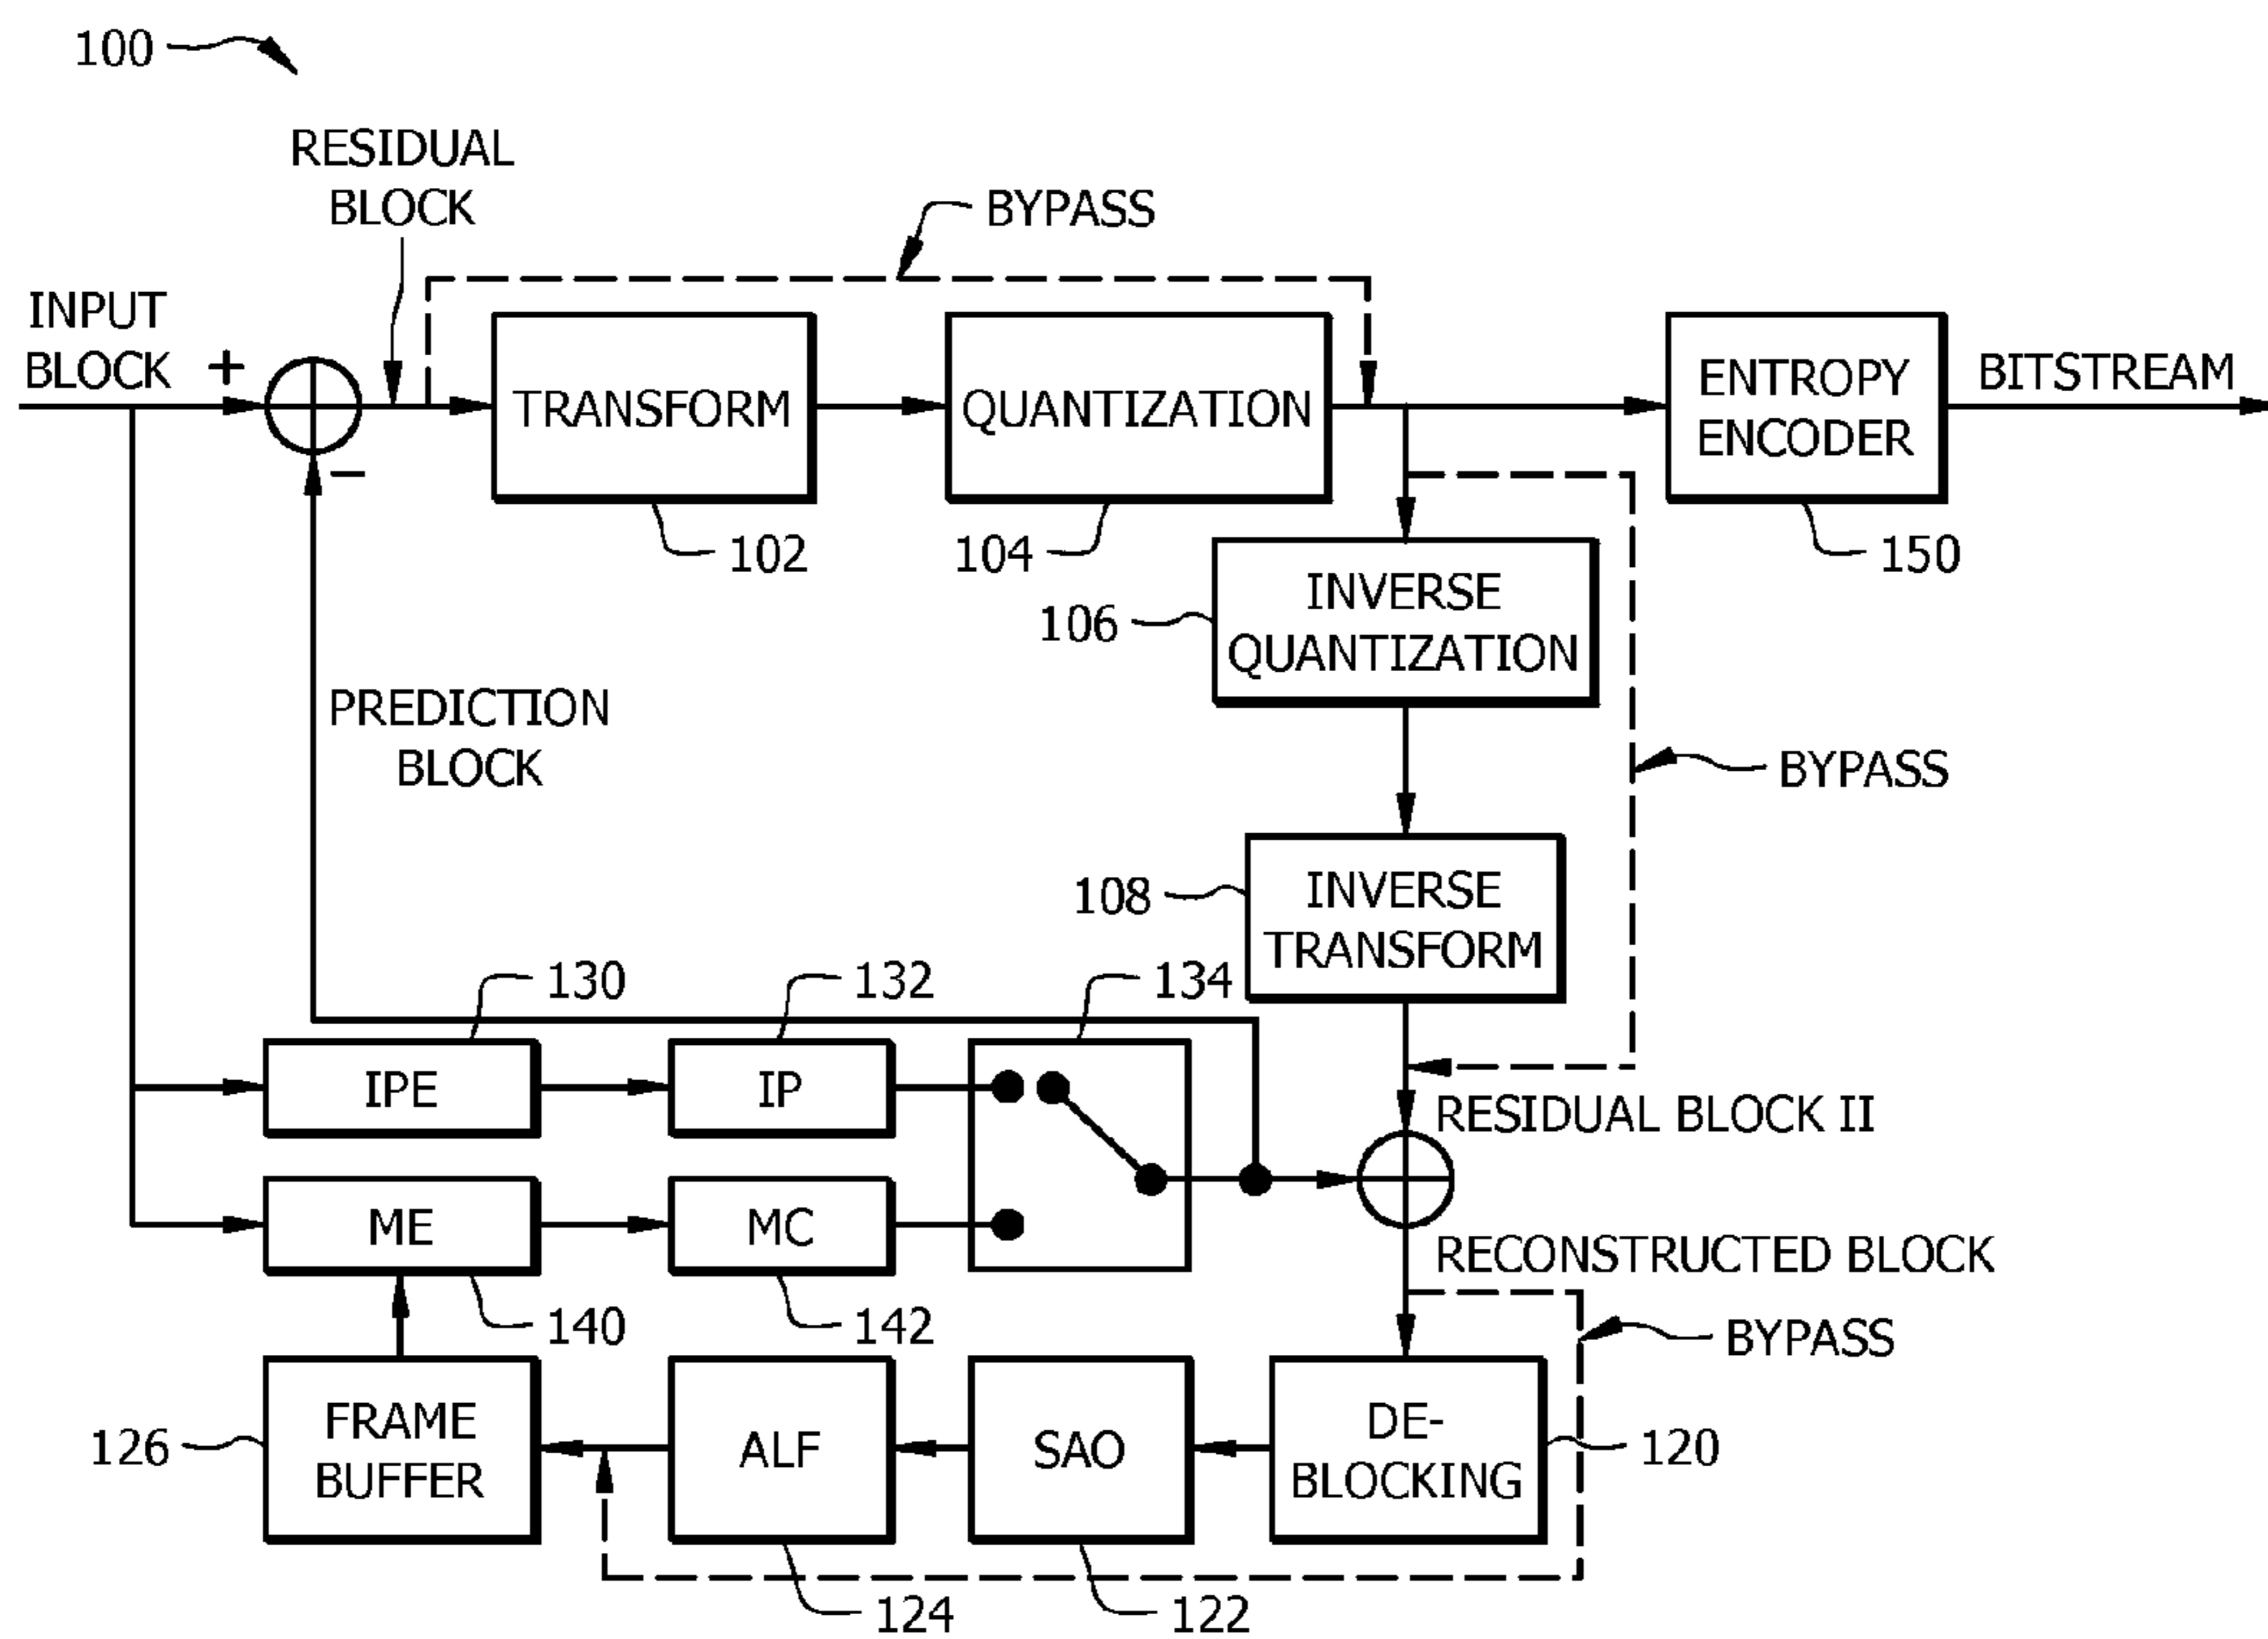 100
RESIDUAL
BLOCK
BYPASS
INPUT
BLOCK
+
TRANSFORM
QUANTIZATION
ENTROPY
ENCODER
BITSTREAM
−
102
104
150
INVERSE
QUANTIZATION
106
PREDICTION
BLOCK
BYPASS
INVERSE
TRANSFORM
108
130
132
134
IPE
IP
RESIDUAL BLOCK II
ME
MC
RECONSTRUCTED BLOCK
140
142
BYPASS
FRAME
BUFFER
126
ALF
SAO
DE-
BLOCKING
120
124
122